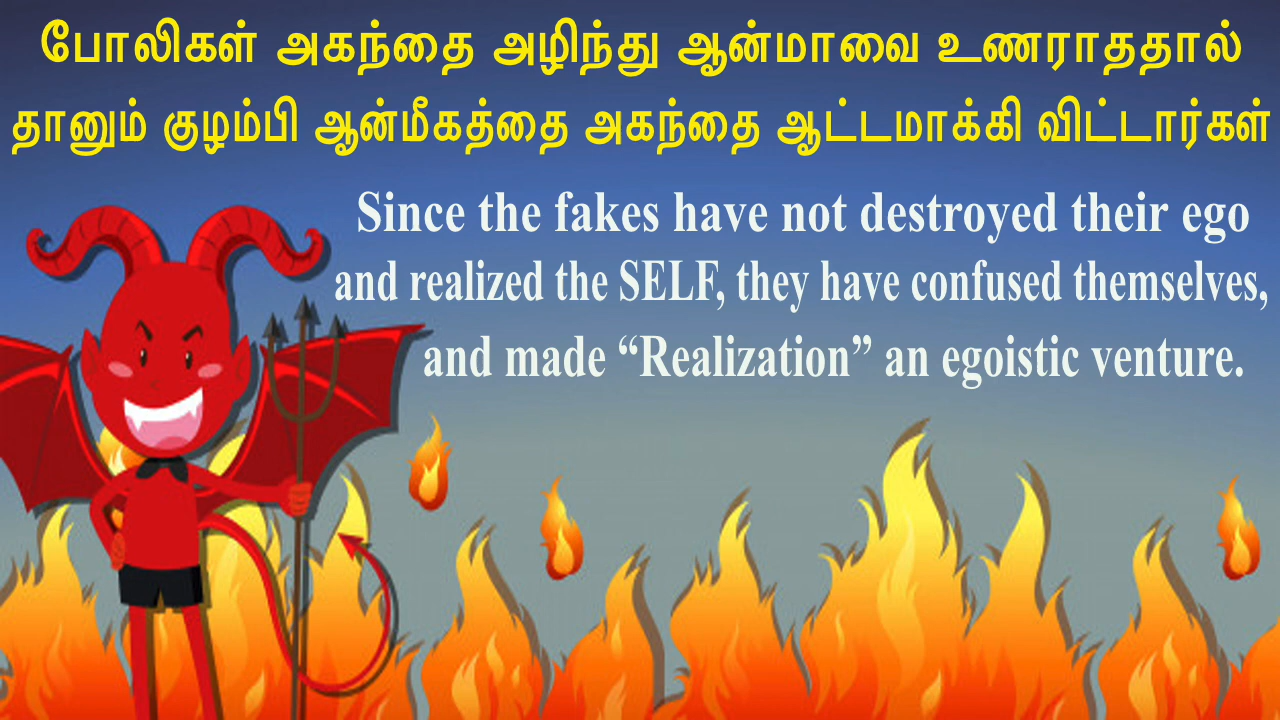 போலிகள் அகந்தை அழிந்து ஆன்மாவை உணராததால்
தானும் குழம்பி ஆன்மீகத்தை அகந்தை ஆட்டமாக்கி விட்டார்கள்
Since the fakes have not destroyed their ego
and realized the SELF, they have confused themselves,
and made “Realization” an egoistic venture.